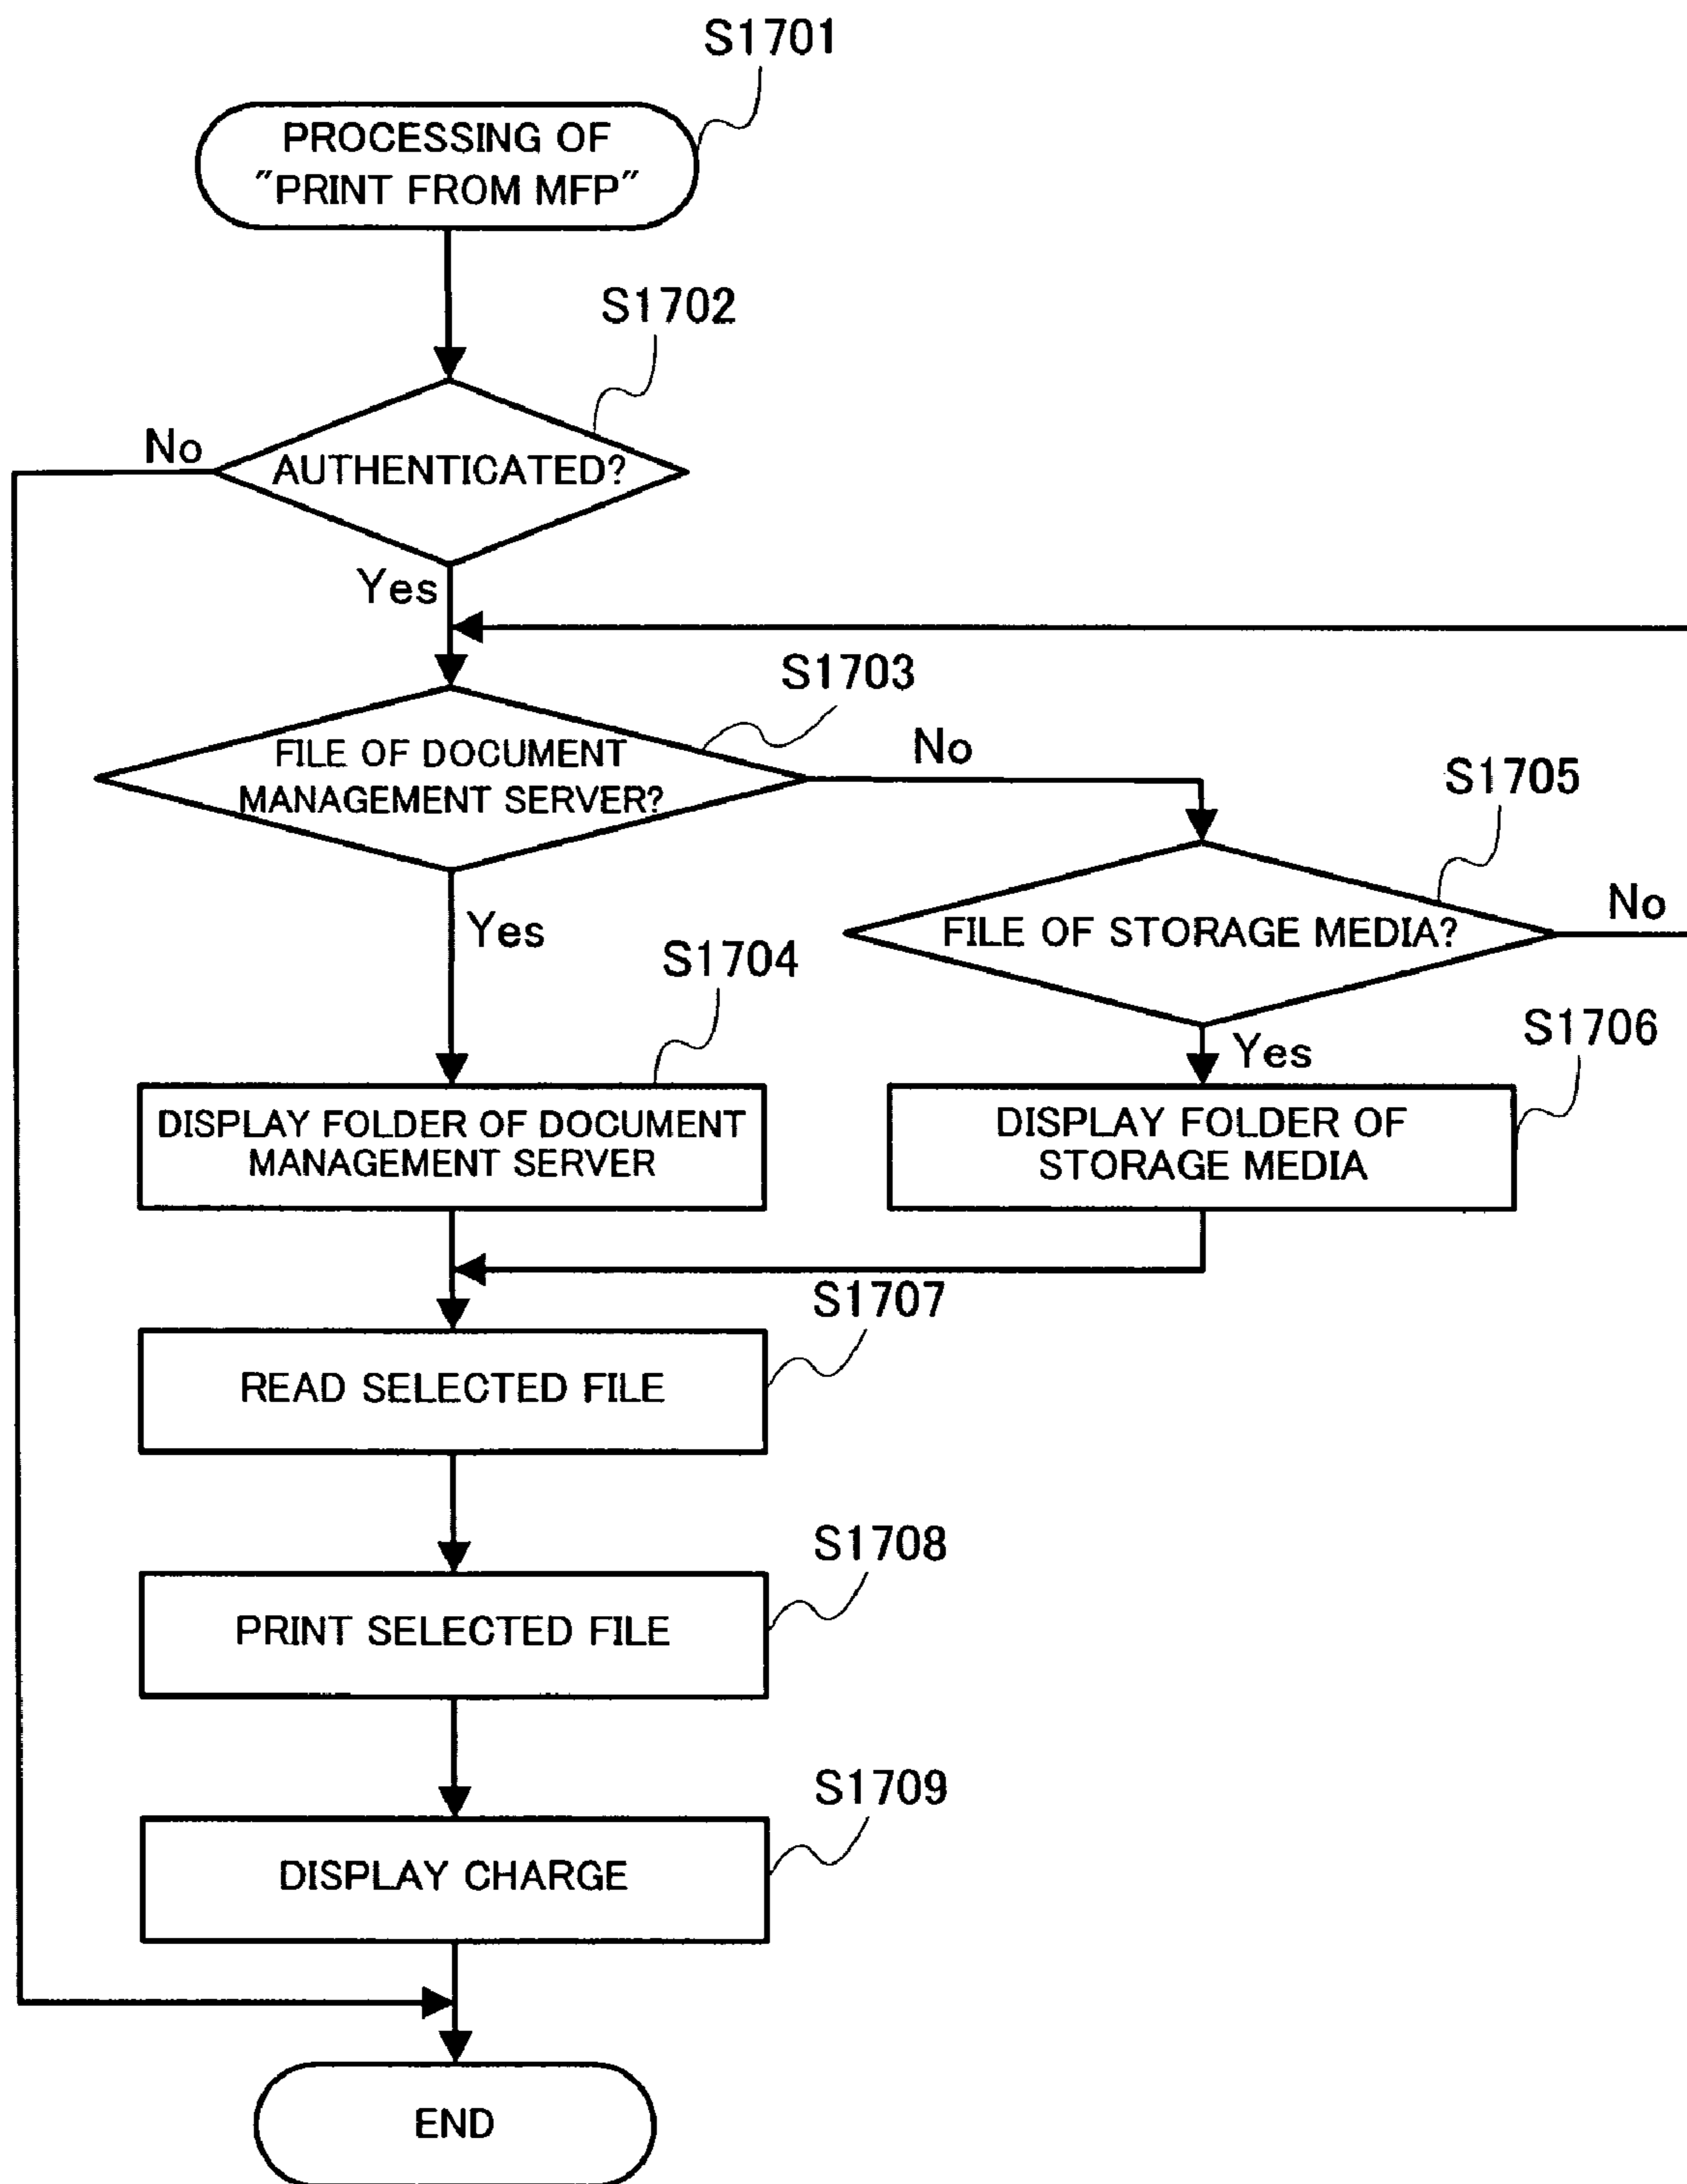 S1701
PROCESSING OF
"PRINT FROM MFP"
S1702
No
AUTHENTICATED?
Yes
S1703
FILE OF DOCUMENT
MANAGEMENT SERVER?
No
S1705
Yes
FILE OF STORAGE MEDIA?
No
S1704
S1706
Yes
DISPLAY FOLDER OF DOCUMENT
MANAGEMENT SERVER
DISPLAY FOLDER OF
STORAGE MEDIA
S1707
READ SELECTED FILE
S1708
PRINT SELECTED FILE
S1709
DISPLAY CHARGE
END